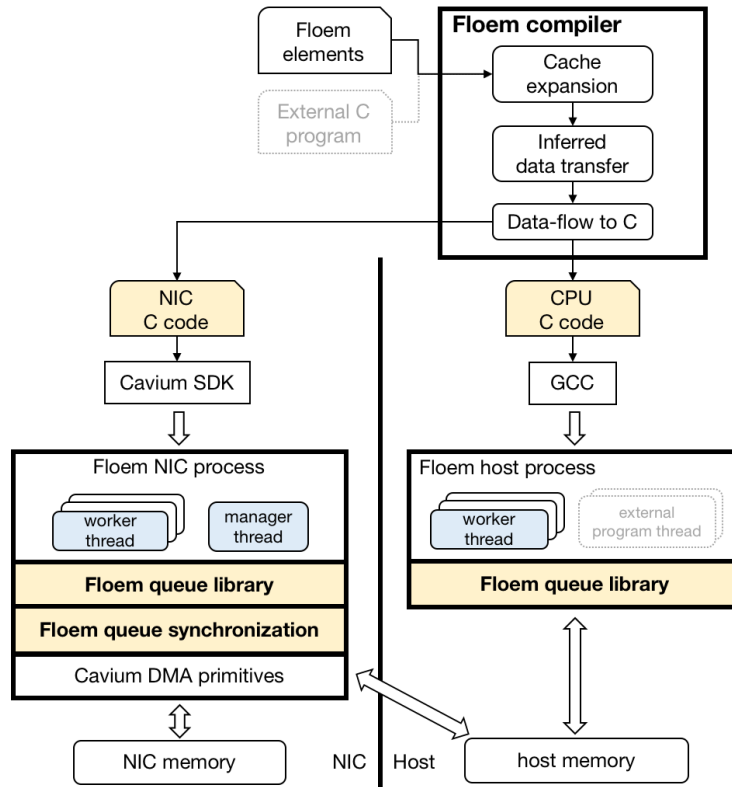 Floem
elements
External C
program
Floem compiler
Cache
expansion
Inferred
data transfer
Data-flow to C
NIC
C code
CPU
C code
Cavium SDK
GCC
Floem NIC process
worker
thread
manager
thread
Floem queue library
Floem queue synchronization
Cavium DMA primitives
Floem host process
worker
thread
external
program thread
Floem queue library
NIC memory
NIC
Host
host memory